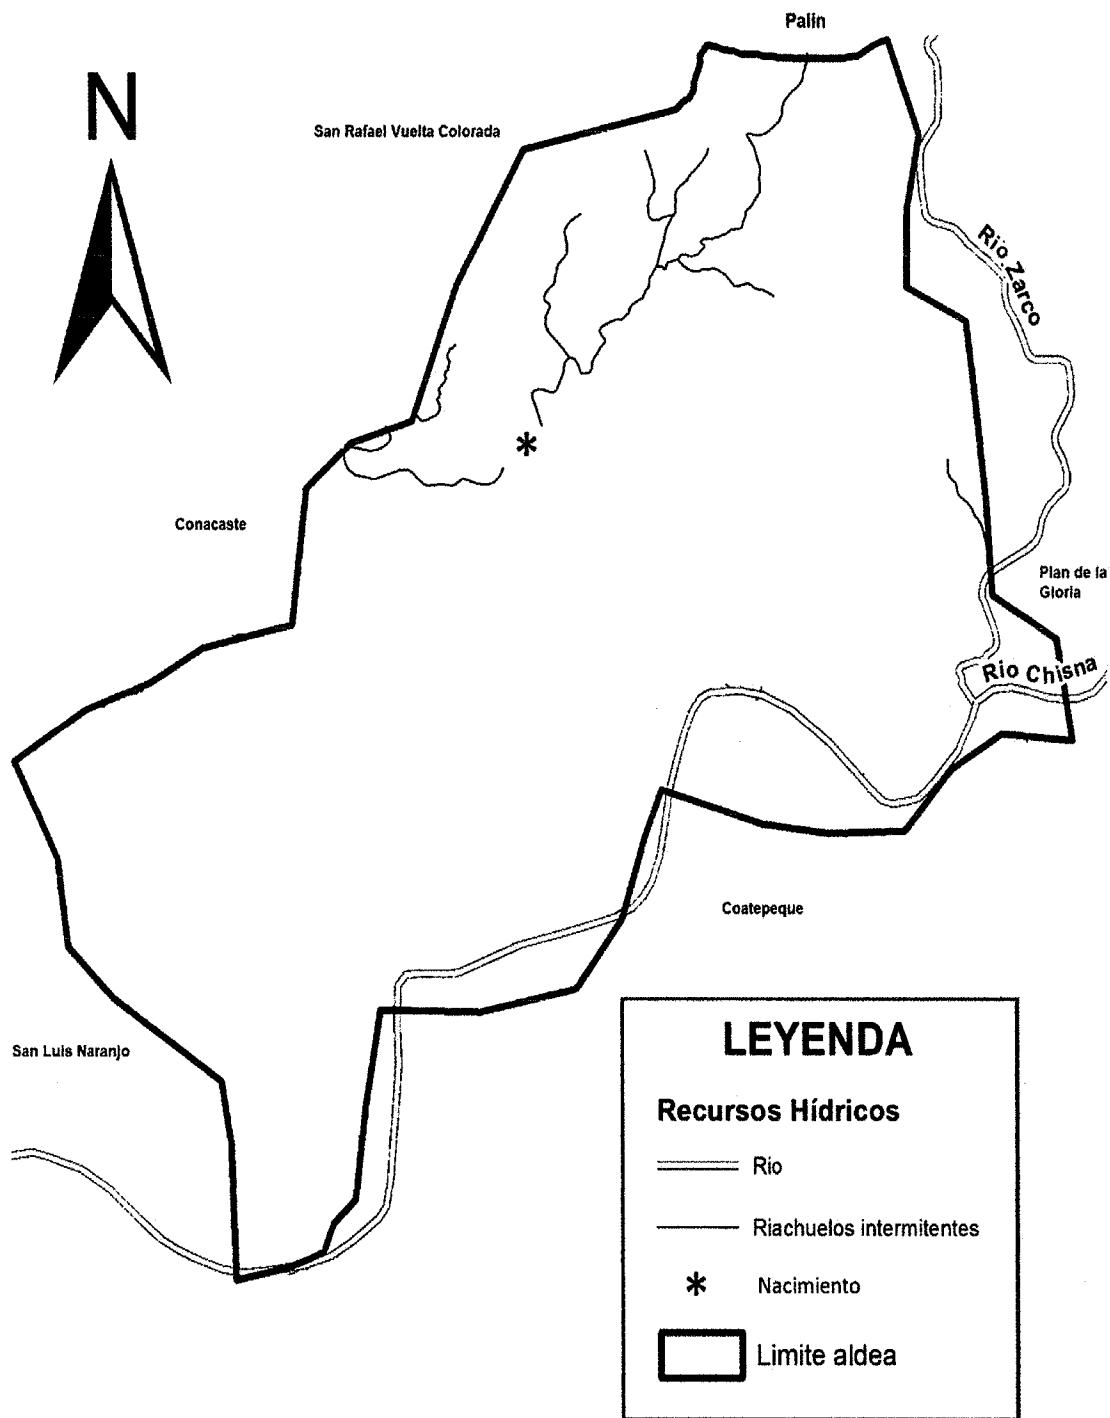 Palín
N
San Rafael Vuelta Colorada
Rio Zarco
Conacaste
Plan de la
Gloria
Rio Chisna
Coatepeque
San Luis Naranjo
LEYENDA
Recursos Hídricos
Rio
Riachuelos intermitentes
Nacimiento
Limite aldea